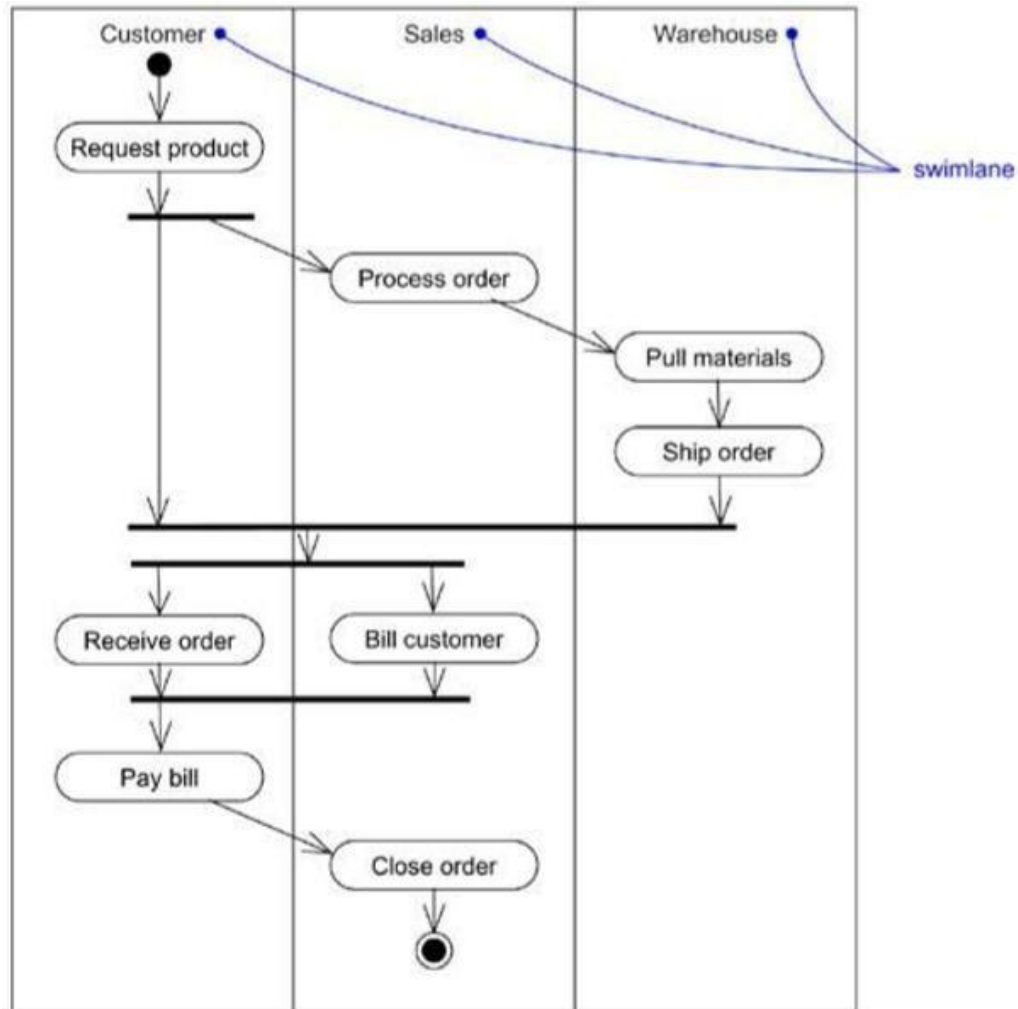 Customer
Sales
Warehouse
swimlane
Request product
Process order
Pull materials
Ship order
Receive order
Bill customer
Pay bill
Close order